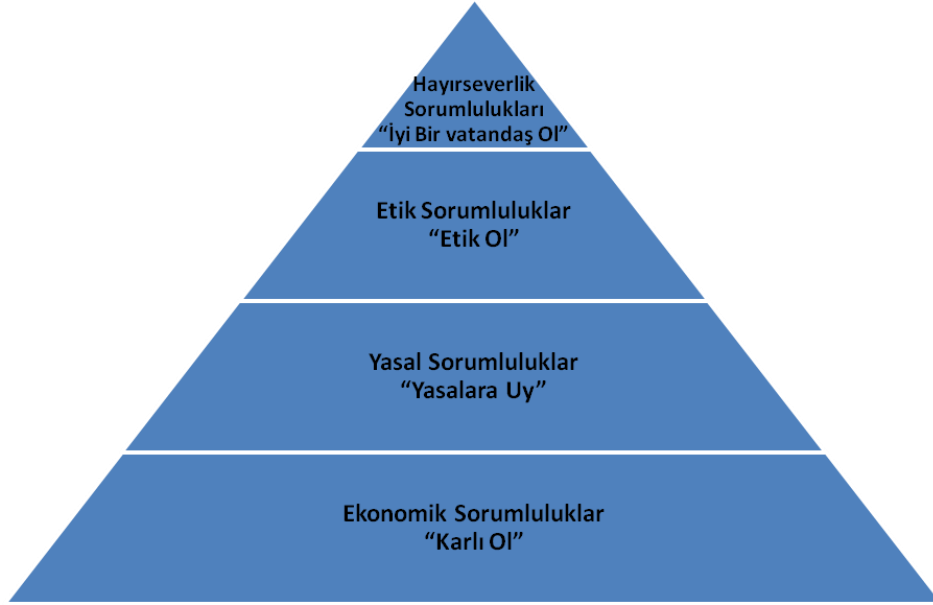 Hayırseverlik
Sorumlulukları
“İyi Bir vatandaş Ol”
Etik Sorumluluklar
“Etik Ol”
Yasal Sorumluluklar
“Yasalara Uy”
Ekonomik Sorumluluklar
“Karlı Ol”